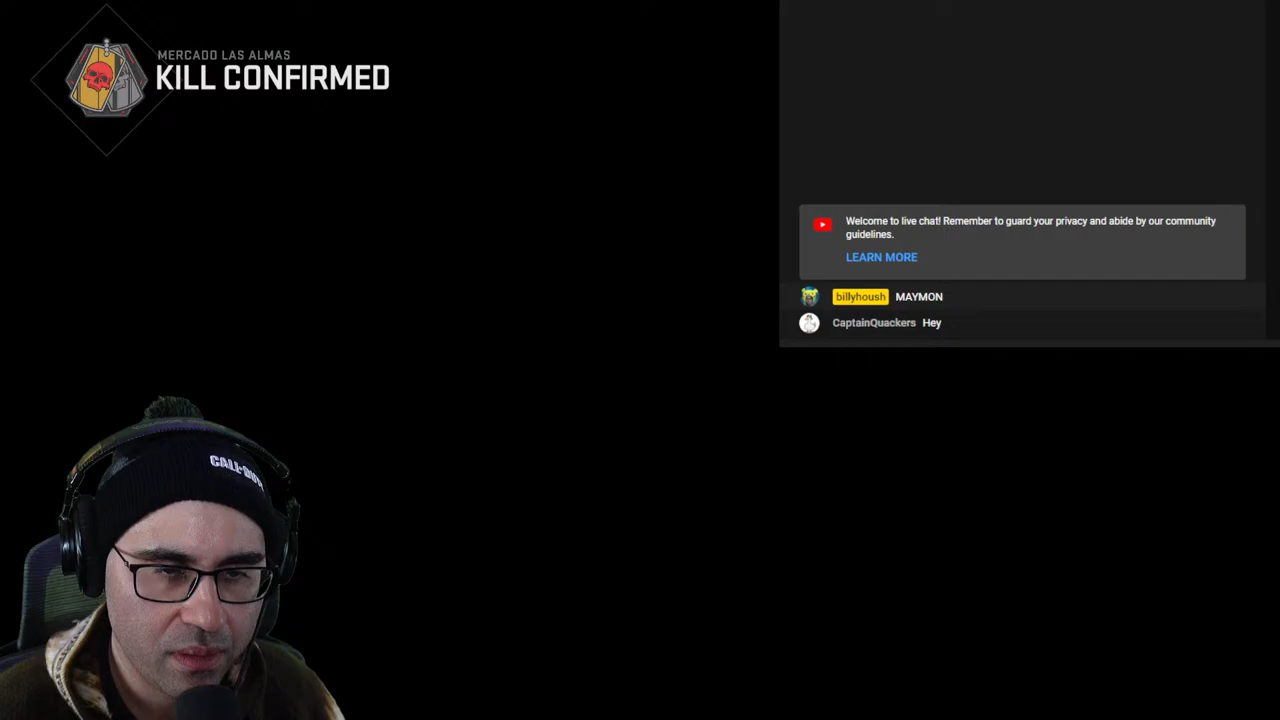 MERCADO LAS ALMAS
KILL CONFIRMED
Welcome to live chat! Remember to guard your privacy and abide by our community
guidelines.
LEARN MORE
billyhoush MAYMON
CaptainQuackers Hey
CALL OF DUTY